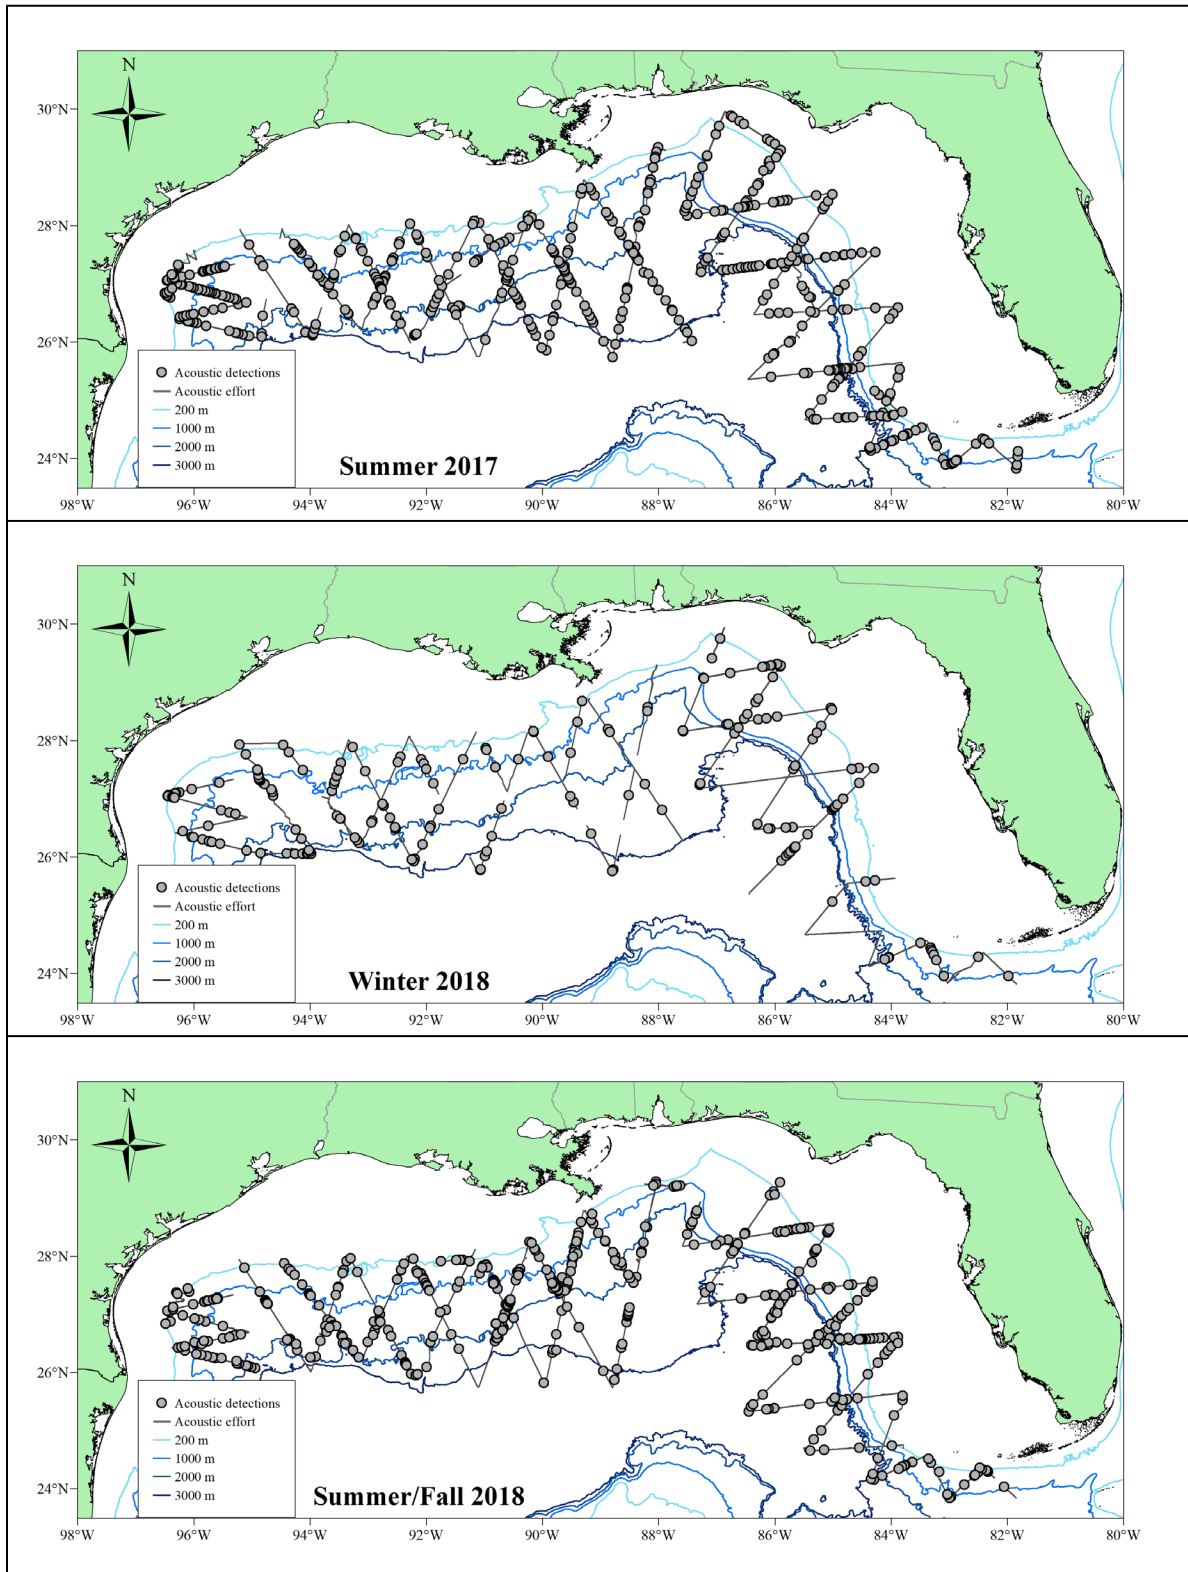 N
30°N
28°N
26°N
24°N
Acoustic detections
Acoustic effort
200 m
1000 m
2000 m
3000 m
Summer 2017
98°W 96°W 94°W 92°W 90°W 88°W 86°W 84°W 82°W 80°W
N
30°N
28°N
26°N
24°N
Acoustic detections
Acoustic effort
200 m
1000 m
2000 m
3000 m
Winter 2018
98°W 96°W 94°W 92°W 90°W 88°W 86°W 84°W 82°W 80°W
N
30°N
28°N
26°N
24°N
Acoustic detections
Acoustic effort
200 m
1000 m
2000 m
3000 m
Summer/Fall 2018
98°W 96°W 94°W 92°W 90°W 88°W 86°W 84°W 82°W 80°W